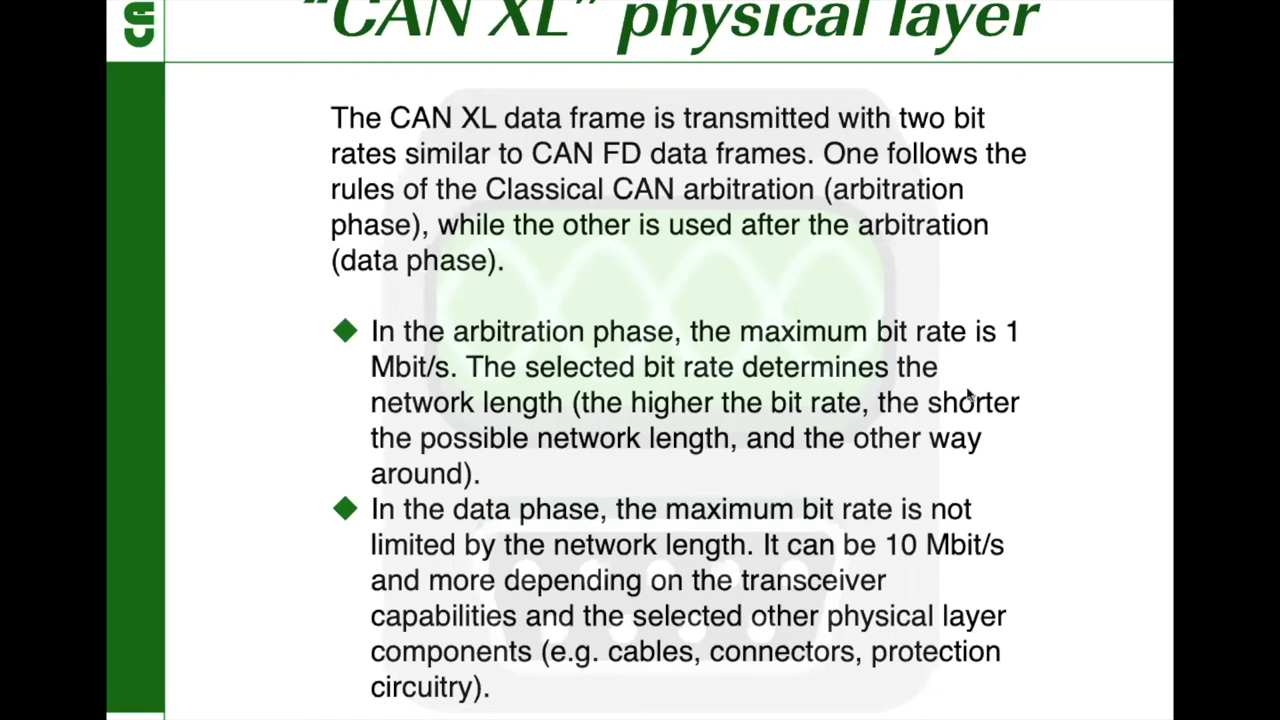 “CAN XL” physical layer
The CAN XL data frame is transmitted with two bit
rates similar to CAN FD data frames. One follows the
rules of the Classical CAN arbitration (arbitration
phase), while the other is used after the arbitration
(data phase).
In the arbitration phase, the maximum bit rate is 1
Mbit/s. The selected bit rate determines the
network length (the higher the bit rate, the shorter
the possible network length, and the other way
around).
In the data phase, the maximum bit rate is not
limited by the network length. It can be 10 Mbit/s
and more depending on the transceiver
capabilities and the selected other physical layer
components (e.g. cables, connectors, protection
circuitry).